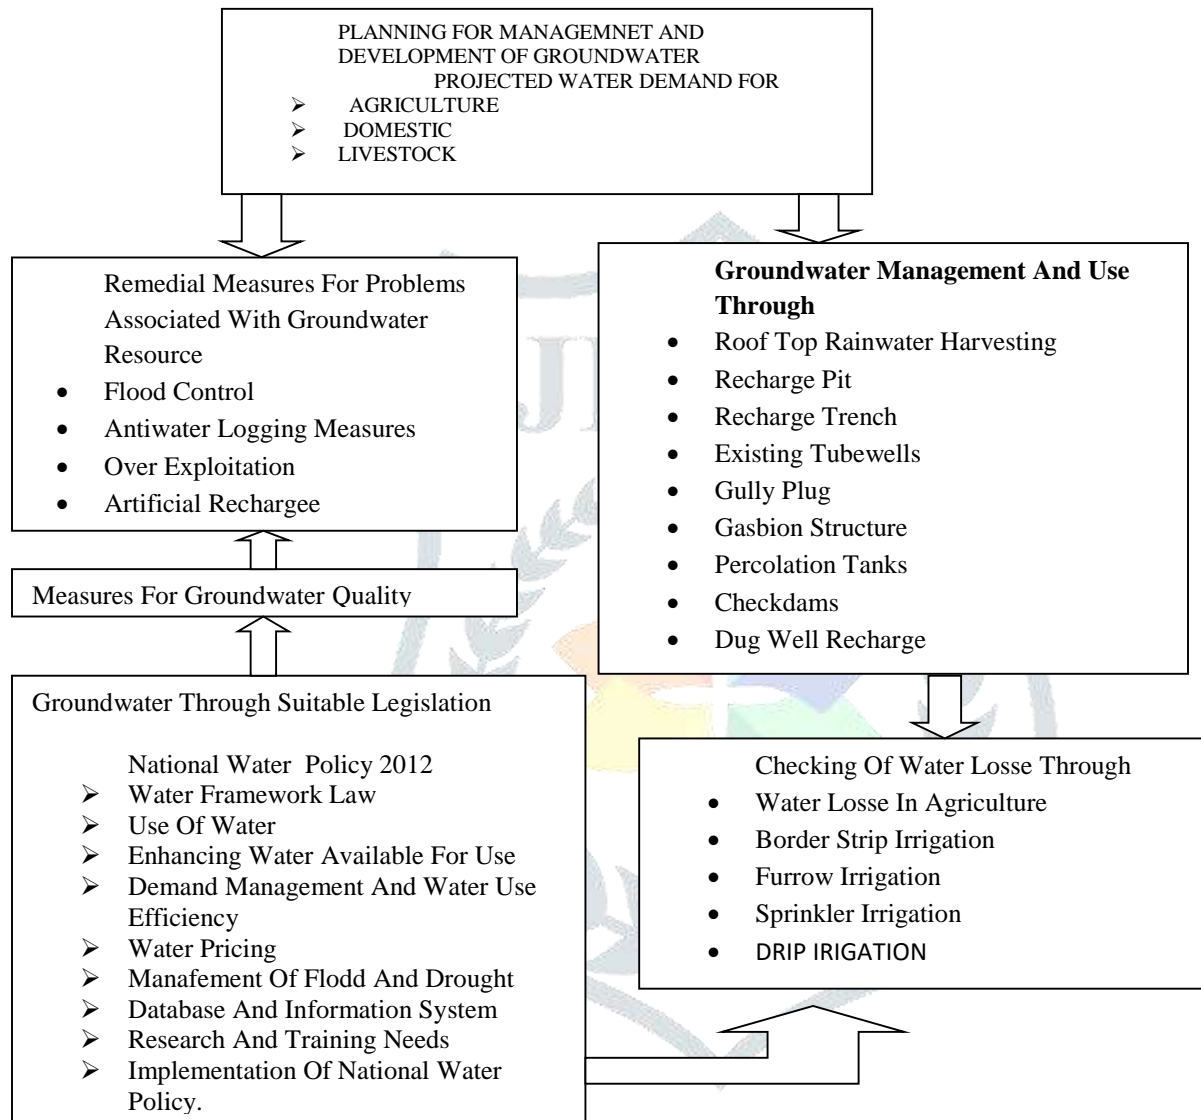 PLANNING FOR MANAGEMNET AND
DEVELOPMENT OF GROUNDWATER
PROJECTED WATER DEMAND FOR
➢ AGRICULTURE
➢ DOMESTIC
➢ LIVESTOCK
Remedial Measures For Problems
Associated With Groundwater
Resource
• Flood Control
• Antiwater Logging Measures
• Over Exploitation
• Artificial Rechargee
Measures For Groundwater Quality
Groundwater Through Suitable Legislation
National Water Policy 2012
➢ Water Framework Law
➢ Use Of Water
➢ Enhancing Water Available For Use
➢ Demand Management And Water Use
Efficiency
➢ Water Pricing
➢ Manafement Of Flodd And Drought
➢ Database And Information System
➢ Research And Training Needs
➢ Implementation Of National Water
Policy.
Groundwater Management And Use
Through
• Roof Top Rainwater Harvesting
• Recharge Pit
• Recharge Trench
• Existing Tubewells
• Gully Plug
• Gasbion Structure
• Percolation Tanks
• Checkdams
• Dug Well Recharge
Checking Of Water Losse Through
• Water Losse In Agriculture
• Border Strip Irrigation
• Furrow Irrigation
• Sprinkler Irrigation
• DRIP IRIGATION